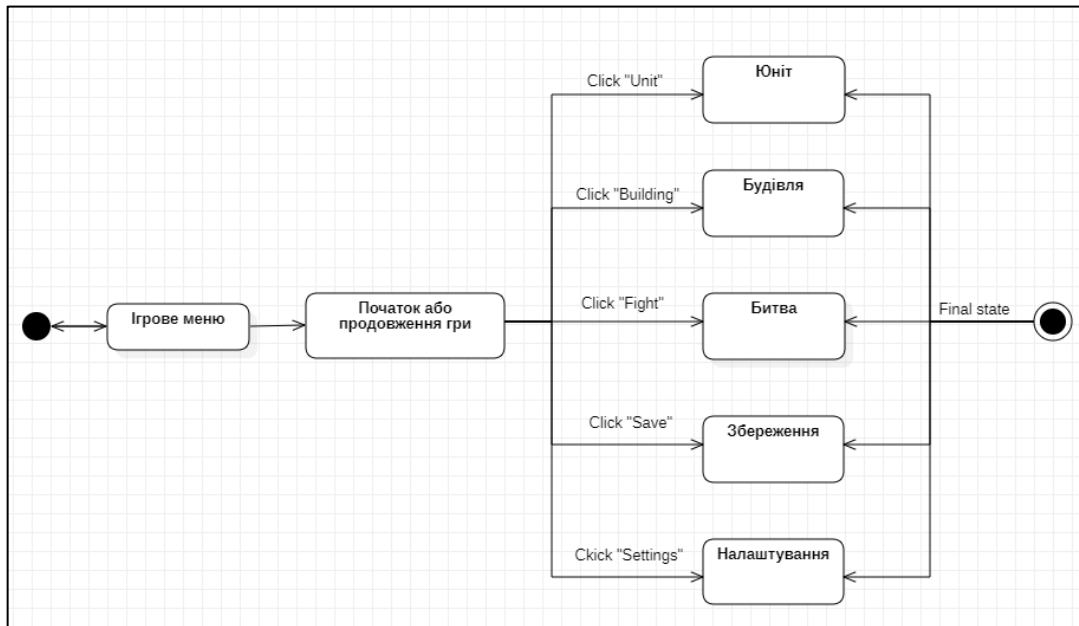 Click "Unit"
Юніт
Click "Building"
Будівля
Ігрове меню
Початок або
продовження гри
Click "Fight"
Битва
Final state
Click "Save"
Збереження
Ckick "Settings"
Налаштування